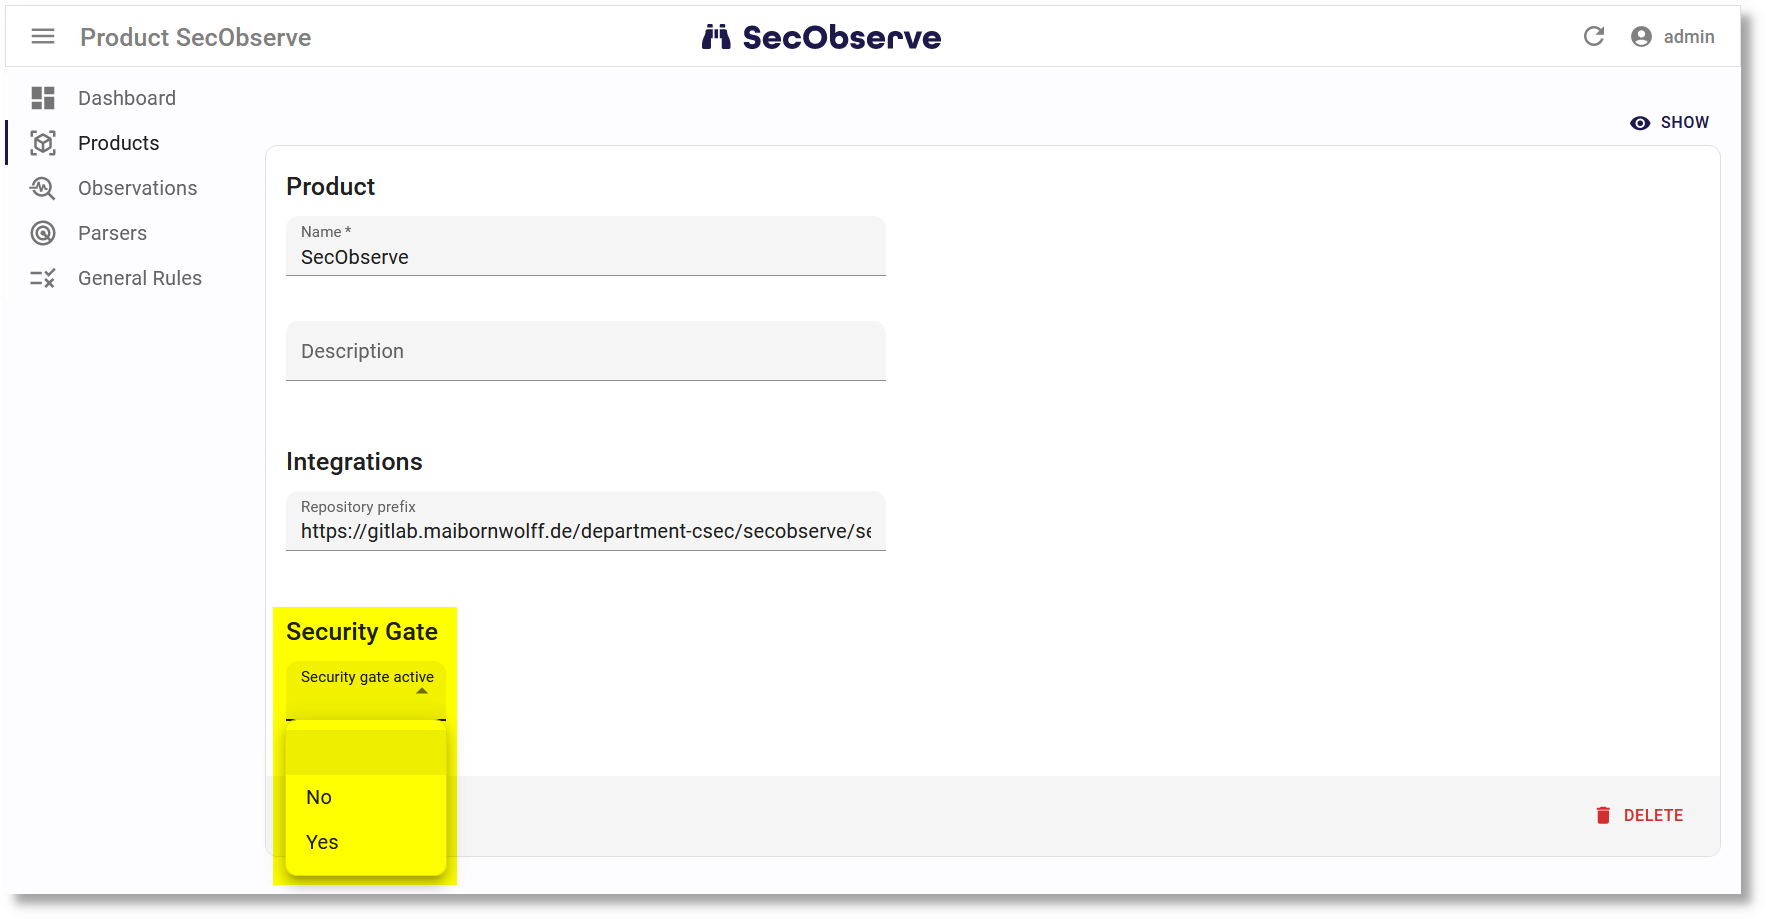 Product SecObserve
SecObserve
admin
Dashboard
Products
Observations
Parsers
General Rules
SHOW
Product
Name *
SecObserve
Description
Integrations
Repository prefix
https://gitlab.maibornwolff.de/department-csec/secobserve/se
Security Gate
Security gate active
No
Yes
DELETE